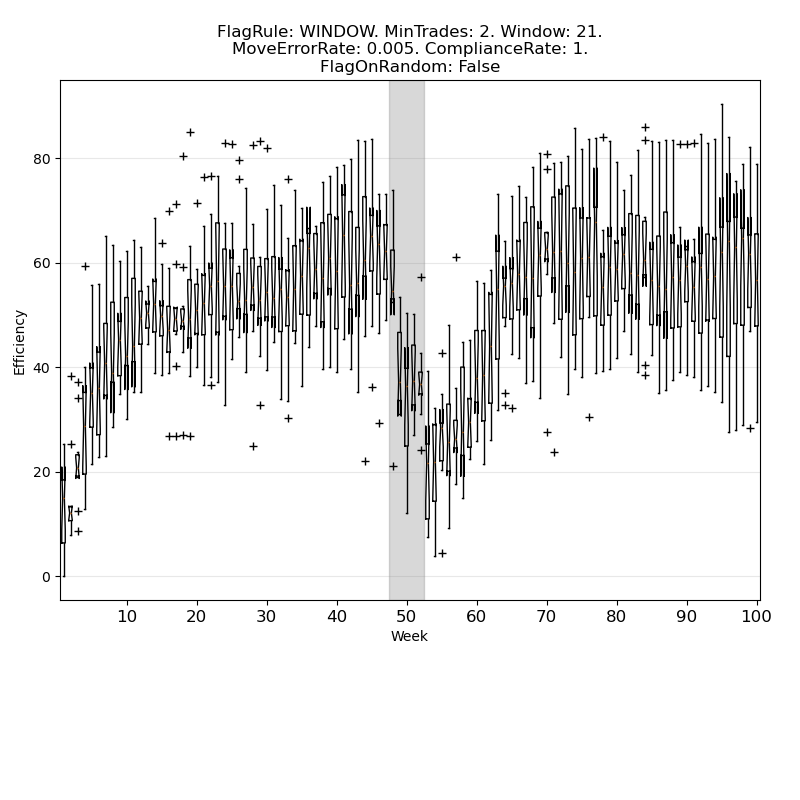 FlagRule: WINDOW. MinTrades: 2. Window: 21.
MoveErrorRate: 0.005. ComplianceRate: 1.
FlagOnRandom: False
80
60
40
20
0
Efficiency
10 20 30 40 50 60 70 80 90 100
Week